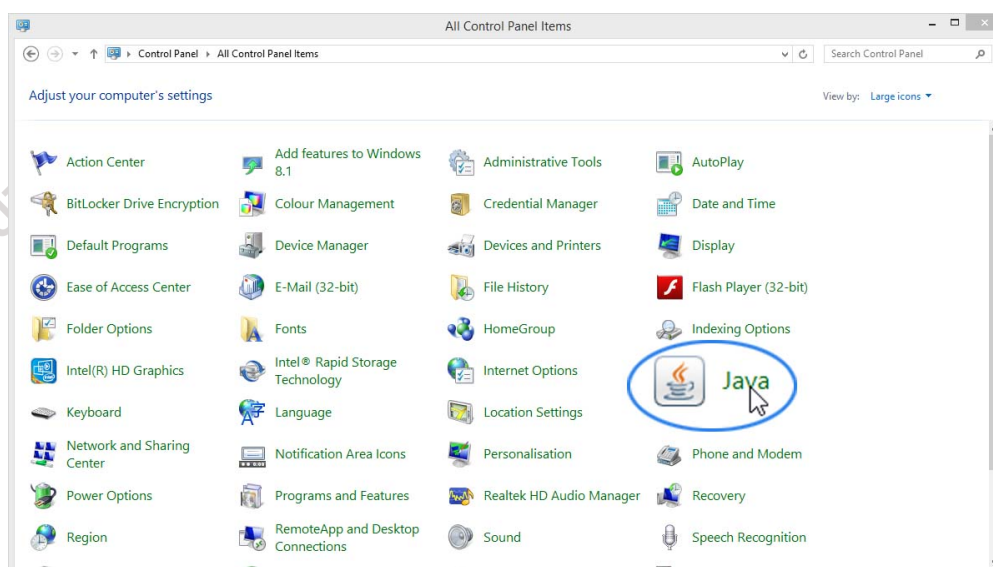 All Control Panel Items
Control Panel All Control Panel Items
Search Control Panel
Adjust your computer's settings
View by: Large icons
Action Center
Add features to Windows
8.1
Administrative Tools
AutoPlay
BitLocker Drive Encryption
Colour Management
Credential Manager
Date and Time
Default Programs
Device Manager
Devices and Printers
Display
Ease of Access Center
E-Mail (32-bit)
File History
Flash Player (32-bit)
Folder Options
Fonts
HomeGroup
Indexing Options
Intel(R) HD Graphics
Intel® Rapid Storage
Technology
Internet Options
Java
Keyboard
Language
Location Settings
Network and Sharing
Center
Notification Area Icons
Personalisation
Phone and Modem
Power Options
Programs and Features
Realtek HD Audio Manager
Recovery
Region
RemoteApp and Desktop
Connections
Sound
Speech Recognition